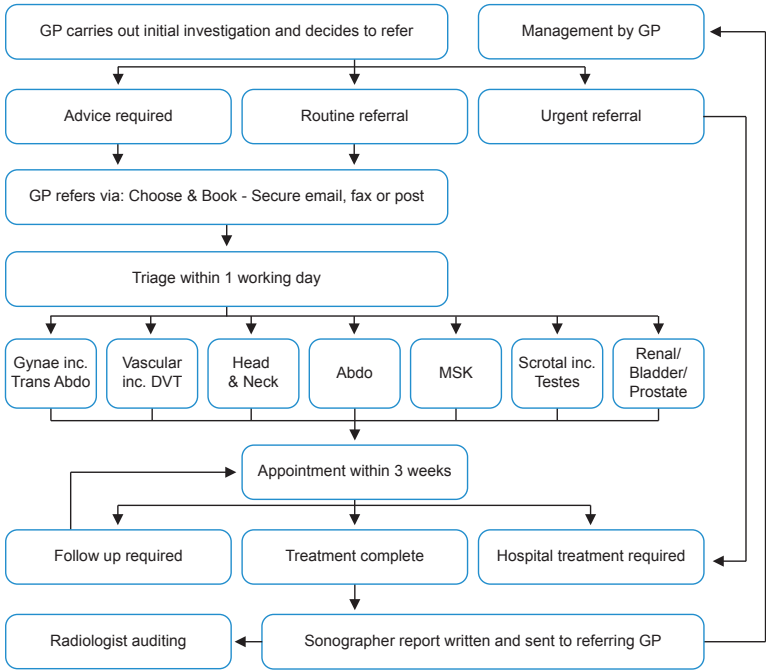 GP carries out initial investigation and decides to refer
Management by GP
Advice required
Routine referral
Urgent referral
GP refers via: Choose & Book - Secure email, fax or post
Triage within 1 working day
Gynae inc.
Trans Abdo
Vascular
inc. DVT
Head
& Neck
Abdo
MSK
Scrotal inc.
Testes
Renal/
Bladder/
Prostate
Appointment within 3 weeks
Follow up required
Treatment complete
Hospital treatment required
Radiologist auditing
Sonographer report written and sent to referring GP